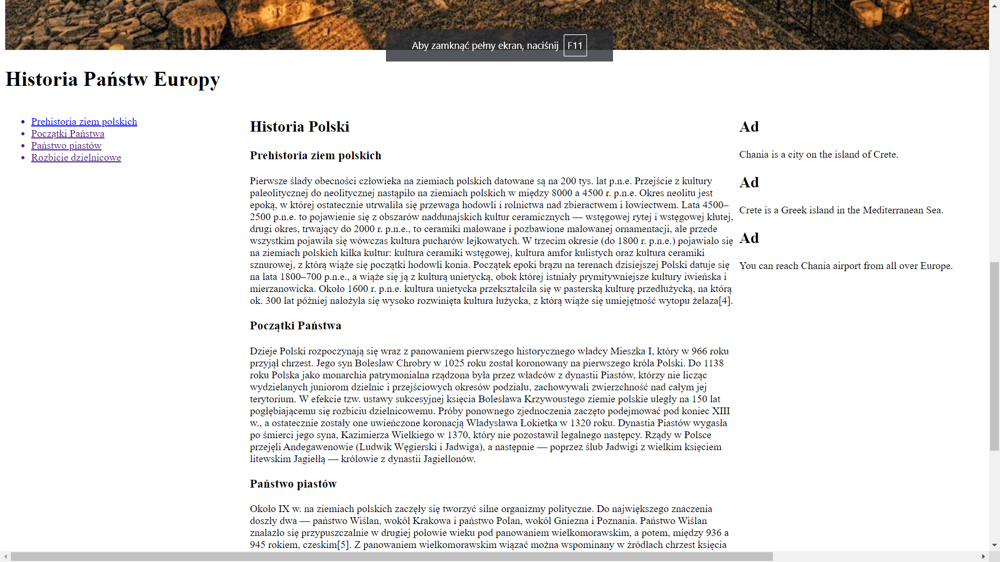 Aby zamknąć pełny ekran, naciśnij F11
Historia Państw Europy
Prehistoria ziem polskich
Początki Państwa
Państwo piastów
Rozbicie dzielnicowe
Historia Polski
Prehistoria ziem polskich
Pierwsze ślady obecności człowieka na ziemiach polskich datowane są na 200 tys. lat p.n.e. Przejście z kultury
paleolitycznej do neolitycznej nastąpiło na ziemiach polskich w między 8000 a 4500 r. p.n.e. Okres neolitu jest
epoką, w której ostatecznie utrwaliła się przewaga hodowli i rolnictwa nad zbieractwem i łowiectwem. Lata 4500–
2500 p.n.e. to pojawienie się z obszarów naddunajskich kultur ceramicznych — wstęgowej rytej i wstęgowej kłutej,
drugi okres, trwający do 2000 r. p.n.e., to ceramiki malowane i pozbawione malowanej ornamentacji, ale przede
wszystkim pojawiła się wówczas kultura pucharów lejkowatych. W trzecim okresie (do 1800 r. p.n.e.) pojawiało się
na ziemiach polskich kilka kultur: kultura ceramiki wstęgowej, kultura amfor kulistych oraz kultura ceramiki
sznurowej, z którą wiąże się początki hodowli konia. Początek epoki brązu na terenach dzisiejszej Polski datuje się
na lata 1800–700 p.n.e., a wiąże się ją z kulturą unietycką, obok której istniały prymitywniejsze kultury iwieńska i
mierzanowicka. Około 1600 r. p.n.e. kultura unietycka przekształciła się w pasterską kulturę przedłużycką, na którą
ok. 300 lat później nałożyła się wysoko rozwinięta kultura łużycka, z którą wiąże się umiejętność wytopu żelaza[4].
Początki Państwa
Dzieje Polski rozpoczynają się wraz z panowaniem pierwszego historycznego władcy Mieszka I, który w 966 roku
przyjął chrzest. Jego syn Bolesław Chrobry w 1025 roku został koronowany na pierwszego króla Polski. Do 1138
roku Polska jako monarchia patrymonialna rządzona była przez władców z dynastii Piastów, którzy nie licząc
wydzielanych juniorom dzielnic i przejściowych okresów podziału, zachowywali zwierzchność nad całym jej
terytorium. W efekcie tzw. ustawy sukcesyjnej księcia Bolesława Krzywoustego ziemie polskie uległy na 150 lat
pogłębiającemu się rozbiciu dzielnicowemu. Próby ponownego zjednoczenia zaczęto podejmować pod koniec XIII
w., a ostatecznie zostały one uwieńczone koronacją Władysława Łokietka w 1320 roku. Dynastia Piastów wygasła
po śmierci jego syna, Kazimierza Wielkiego w 1370, który nie pozostawił legalnego następcy. Rządy w Polsce
przejęli Andegawenowie (Ludwik Węgierski i Jadwiga), a następnie — poprzez ślub Jadwigi z wielkim księciem
litewskim Jagiełłą — królowie z dynastii Jagiellonów.
Państwo piastów
Około IX w. na ziemiach polskich zaczęły się tworzyć silne organizmy polityczne. Do największego znaczenia
doszły dwa — państwo Wiślan, wokół Krakowa i państwo Polan, wokół Gniezna i Poznania. Państwo Wiślan
znalazło się przypuszczalnie w drugiej połowie wieku pod panowaniem wielkomorawskim, a potem, między 936 a
945 rokiem, czeskim[5]. Z panowaniem wielkomorawskim wiązać można wspominany w źródłach chrzest księcia
Ad
Chania is a city on the island of Crete.
Ad
Crete is a Greek island in the Mediterranean Sea.
Ad
You can reach Chania airport from all over Europe.